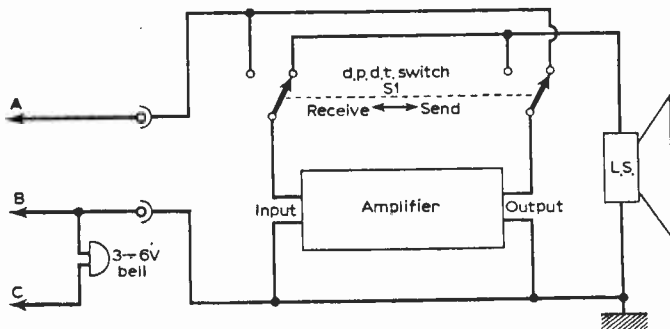 A
d.p.d.t. switch
S1
Receive Send
B
Input
Amplifier
Output
L.S.
3-6V
bell
C